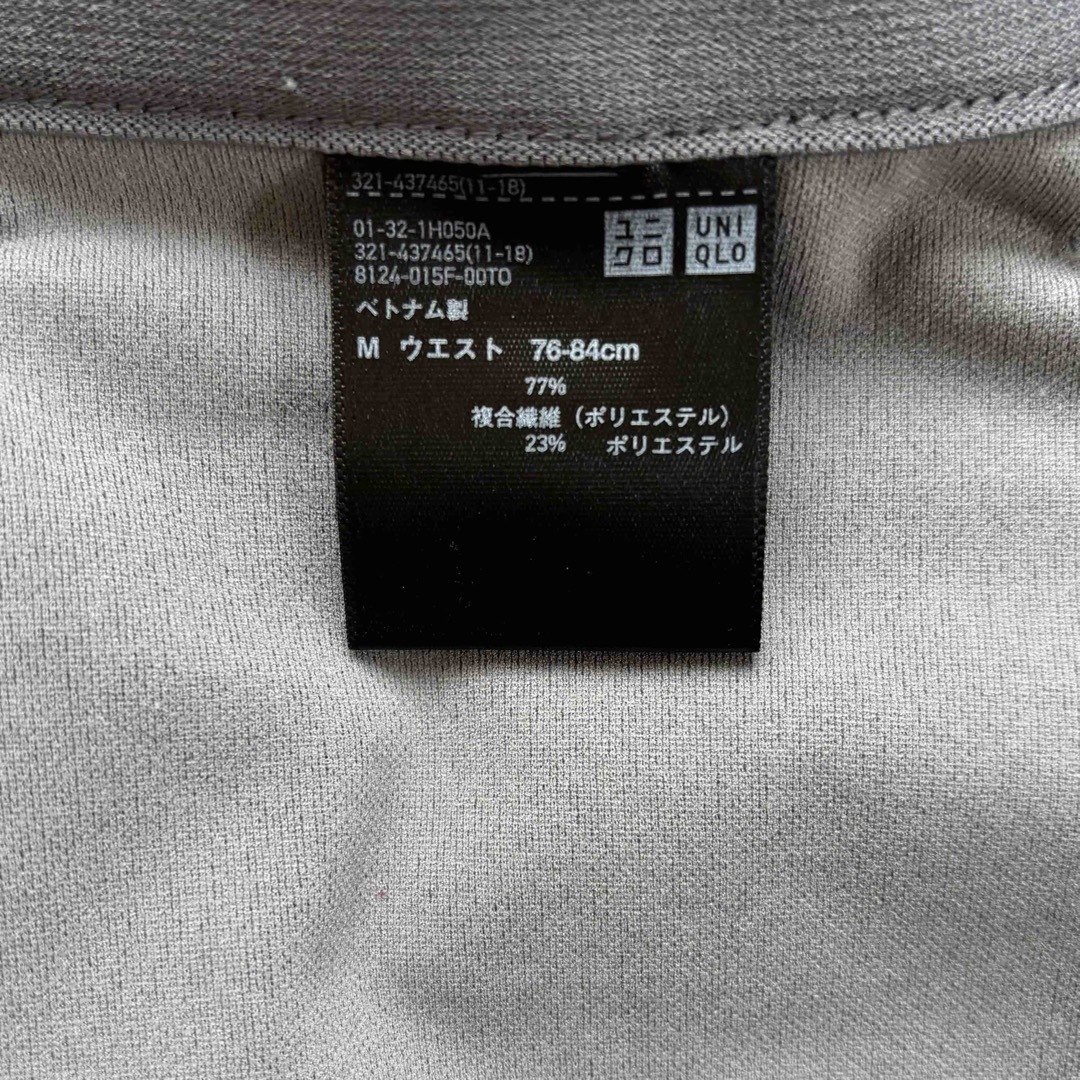 321-437465(11-18)
01-32-1H050A
321-437465(11-18)
8124-015F-00TO
ユニ
クロ
UNI
QLO
ベトナム製
M ウエスト 76-84cm
77%
複合繊維(ポリエステル)
23% ポリエステル